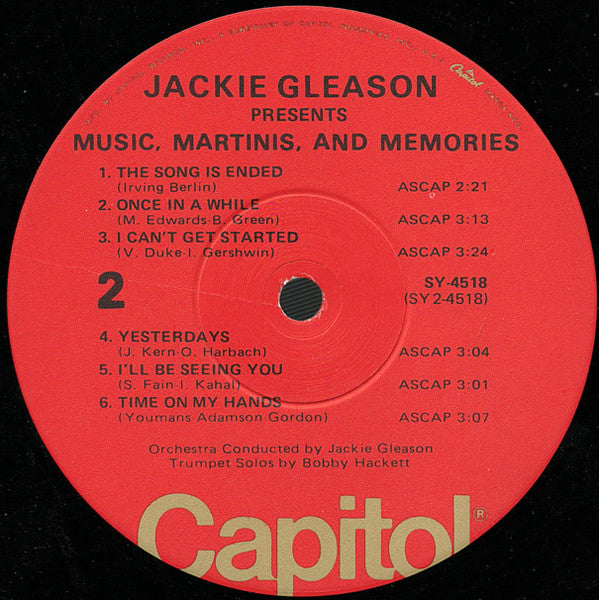 JACKIE GLEASON
PRESENTS
MUSIC, MARTINIS, AND MEMORIES
1. THE SONG IS ENDED
(Irving Berlin) ASCAP 2:21
2. ONCE IN A WHILE
(M. Edwards-B. Green) ASCAP 3:13
3. I CAN'T GET STARTED
(V. Duke-I. Gershwin) ASCAP 3:24
2
SY-4518
(SY2-4518)
4. YESTERDAYS
(J. Kern-O. Harbach) ASCAP 3:04
5. I'LL BE SEEING YOU
(S. Fain-I. Kahal) ASCAP 3:01
6. TIME ON MY HANDS
(Youmans-Adamson-Gordon) ASCAP 3:07
Orchestra Conducted by Jackie Gleason
Trumpet Solos by Bobby Hackett
Capitol®